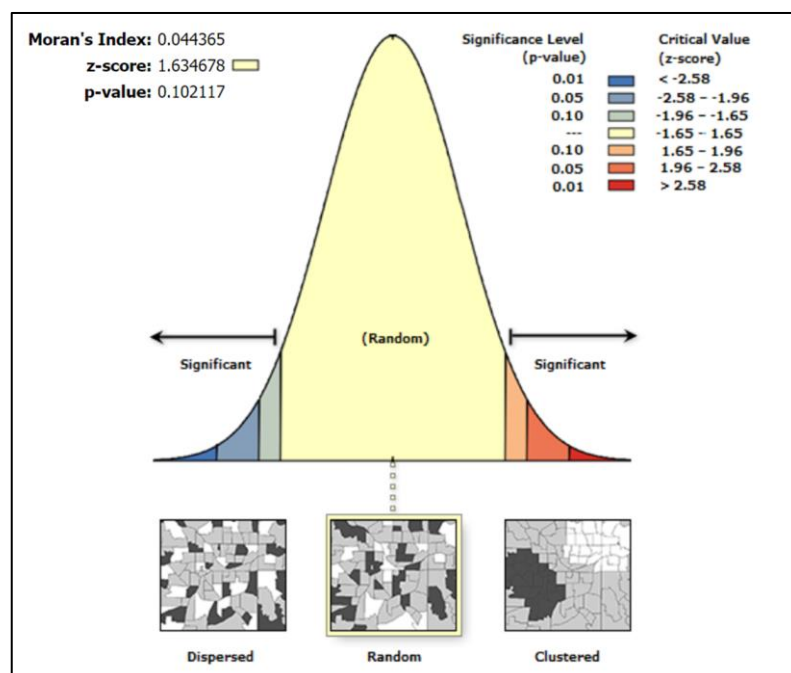 Moran's Index: 0.044365
z-score: 1.634678
p-value: 0.102117
Significance Level
(p-value)
Critical Value
(z-score)
0.01 < -2.58
0.05 -2.58 – -1.96
0.10 -1.96 – -1.65
--- -1.65 – 1.65
0.10 1.65 – 1.96
0.05 1.96 – 2.58
0.01 > 2.58
(Random)
Significant
Significant
Dispersed
Random
Clustered